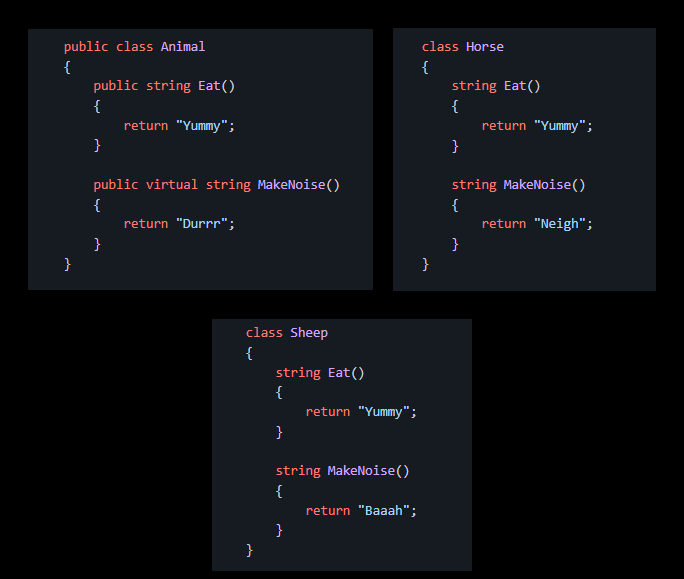 public class Animal
{
    public string Eat()
    {
        return "Yummy";
    }

    public virtual string MakeNoise()
    {
        return "Durrr";
    }
}
class Horse
{
    string Eat()
    {
        return "Yummy";
    }

    string MakeNoise()
    {
        return "Neigh";
    }
}
class Sheep
{
    string Eat()
    {
        return "Yummy";
    }

    string MakeNoise()
    {
        return "Baaah";
    }
}